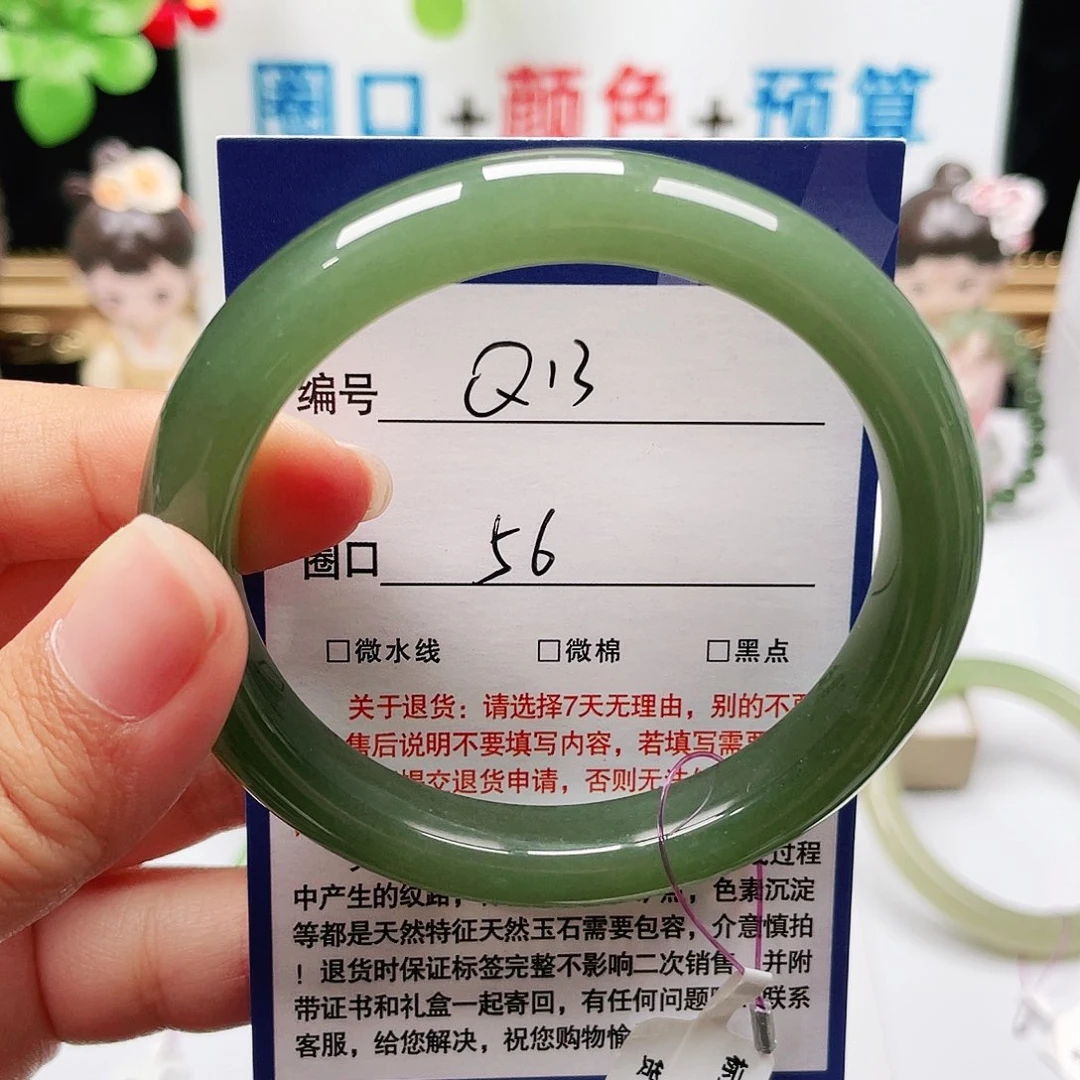 圈口+颜色+预算
编号 Q13
圈口 56
□微水线 □微棉 □黑点
关于退货：请选择7天无理由，别的不要
售后说明不要填写内容，若填写需要
提交退货申请，否则无法
过程
中产生的纹路， 点，色素沉淀
等都是天然特征天然玉石需要包容，介意慎拍
！退货时保证标签完整不影响二次销售 并附
带证书和礼盒一起寄回，有任何问题 联系
客服，给您解决，祝您购物愉